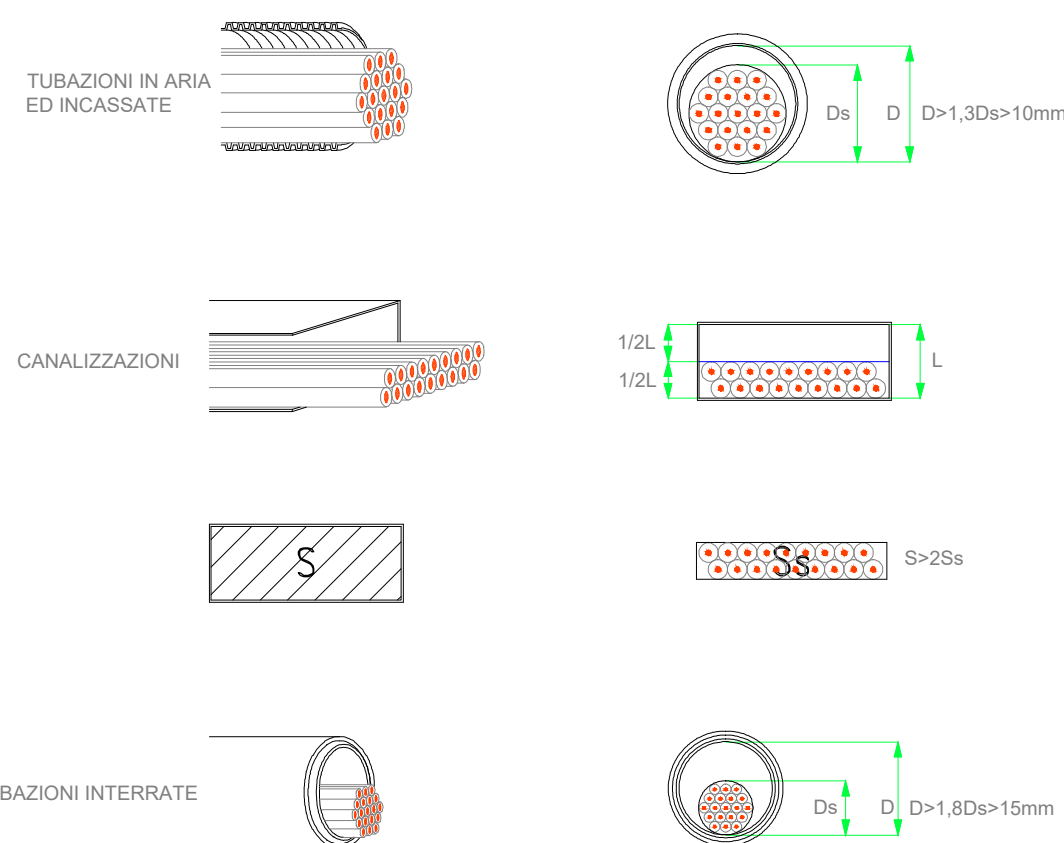 TUBAZIONI IN ARIA
ED INCASSATE
Ds
D
D>1,3Ds>10mm
CANALIZZAZIONI
1/2L
1/2L
L
S
Ss
S>2Ss
BAZIONI INTERRATE
Ds
D
D>1,8Ds>15mm